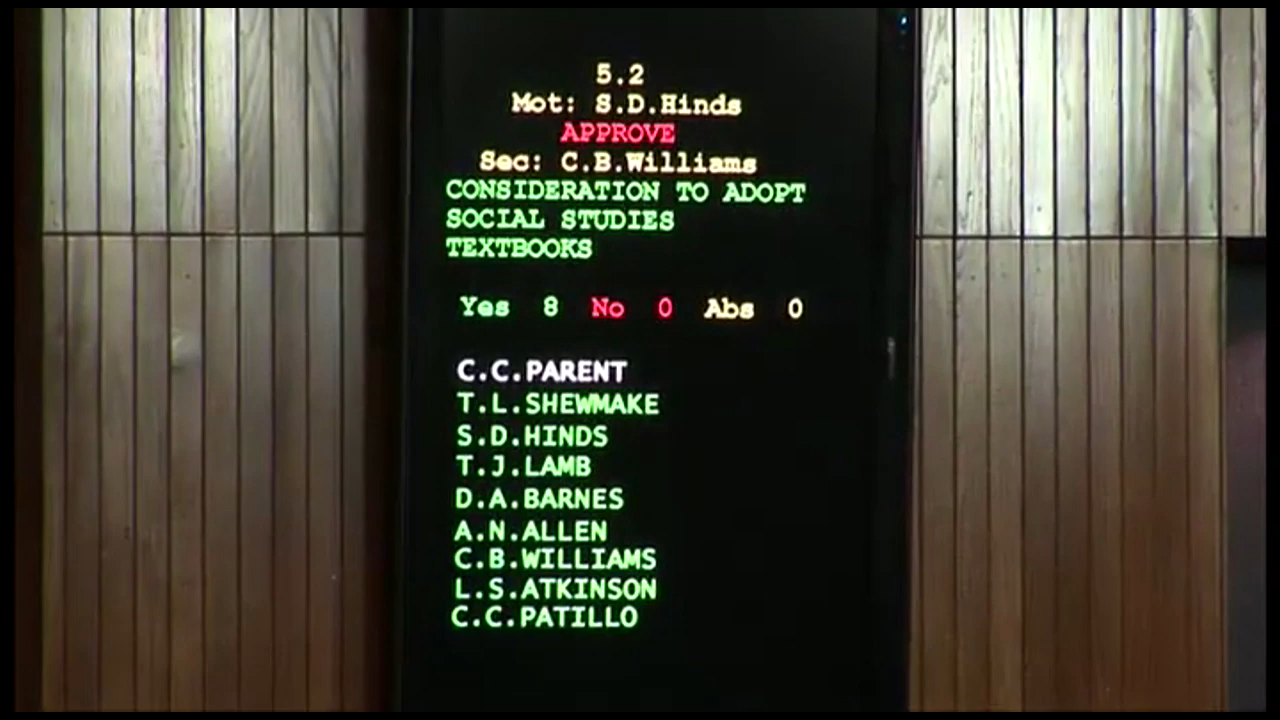 5.2
Mot: S.D.Hinds
APPROVE
Sec: C.B.Williams
CONSIDERATION TO ADOPT
SOCIAL STUDIES
TEXTBOOKS
Yes 8 No 0 Abs 0
C.C.PARENT
T.L.SHEWMAKE
S.D.HINDS
T.J.LAMB
D.A.BARNES
A.N.ALLEN
C.B.WILLIAMS
L.S.ATKINSON
C.C.PATILLO